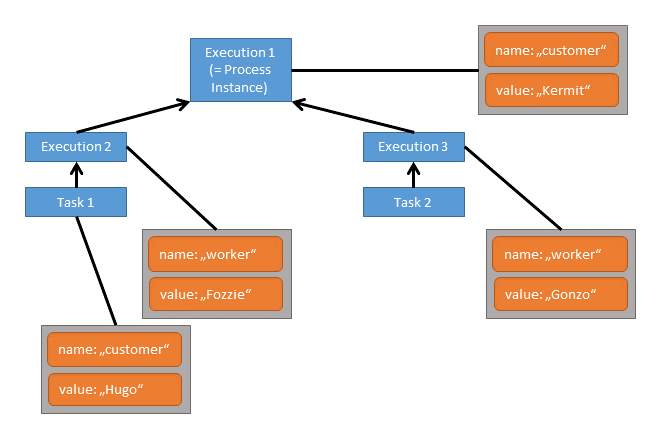 Execution 1
(= Process
Instance)
name: „customer“
value: „Kermit“
Execution 2
Execution 3
Task 1
Task 2
name: „worker“
value: „Fozzie“
name: „worker“
value: „Gonzo“
name: „customer“
value: „Hugo“